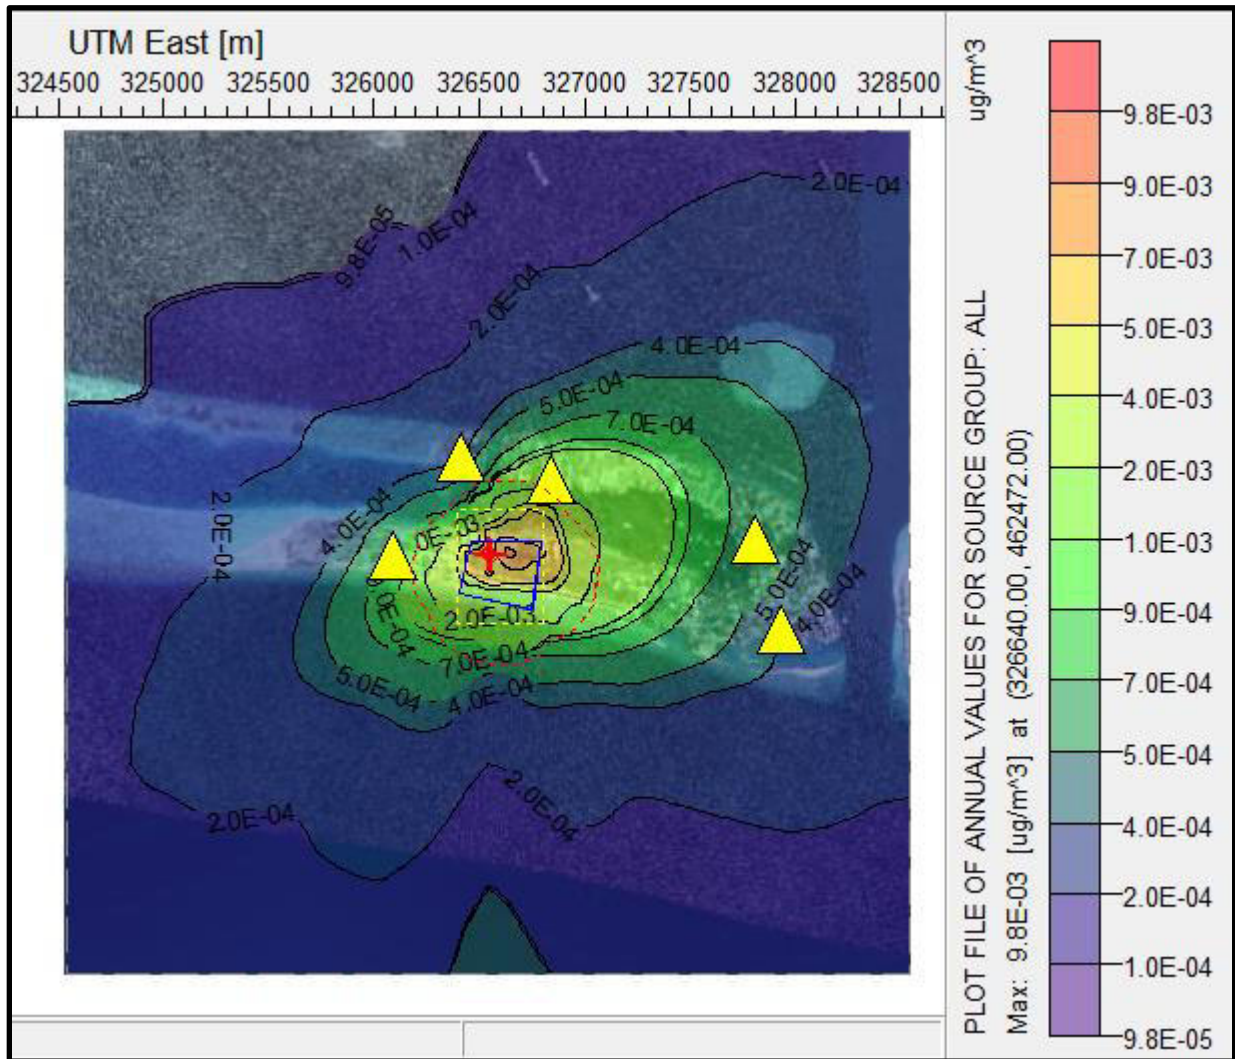 UTM East [m]
324500 325000 325500 326000 326500 327000 327500 328000 328500
2.0E-04
9.8E-05
1.0E-04
2.0E-04
4.0E-04
5.0E-04
7.0E-04
2.0E-04
4.0E-04
.0E-03
5.0E-04
4.0E-04
.0E-04
2.0E-03
7.0E-04
5.0E-04
4.0E-04
2.0E-04
2.0E-04
PLOT FILE OF ANNUAL VALUES FOR SOURCE GROUP: ALL
ug/m^3
Max: 9.8E-03 [ug/m^3] at (326640.00, 462472.00)
9.8E-03
9.0E-03
7.0E-03
5.0E-03
4.0E-03
2.0E-03
1.0E-03
9.0E-04
7.0E-04
5.0E-04
4.0E-04
2.0E-04
1.0E-04
9.8E-05